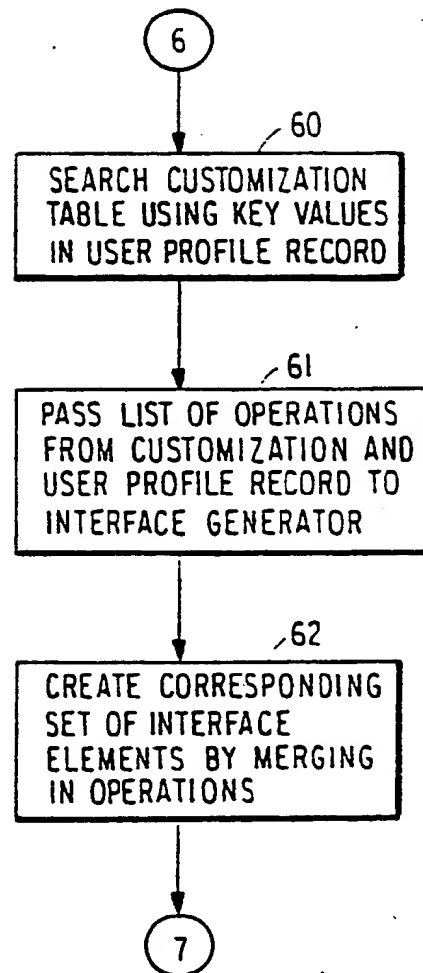 6
60
SEARCH CUSTOMIZATION
TABLE USING KEY VALUES
IN USER PROFILE RECORD
61
PASS LIST OF OPERATIONS
FROM CUSTOMIZATION AND
USER PROFILE RECORD TO
INTERFACE GENERATOR
62
CREATE CORRESPONDING
SET OF INTERFACE
ELEMENTS BY MERGING
IN OPERATIONS
7